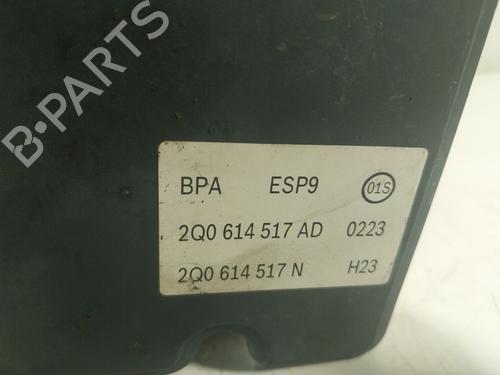 B-PARTS
BPA ESP9 01S
2Q0 614 517 AD 0223
2Q0 614 517 N H23